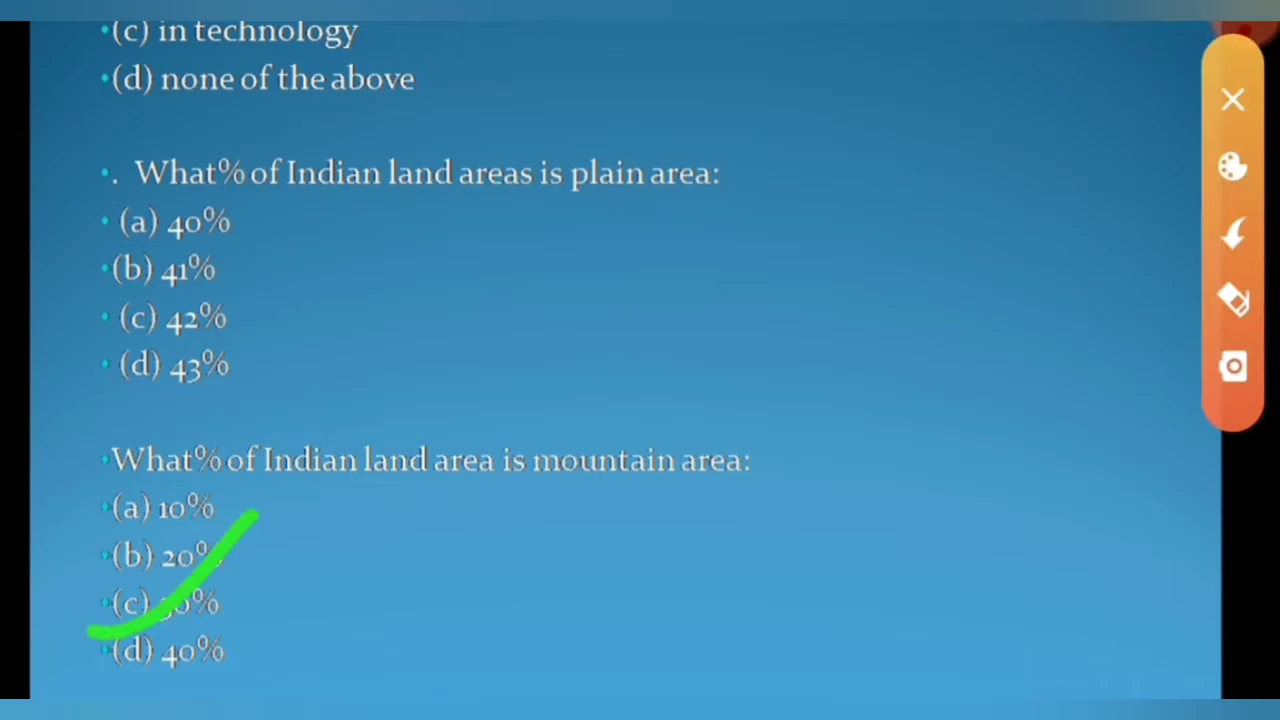 •(c) in technology
•(d) none of the above
•. What% of Indian land areas is plain area:
• (a) 40%
•(b) 41%
• (c) 42%
• (d) 43%
•What% of Indian land area is mountain area:
•(a) 10%
•(b) 20%
•(c) 30%
•(d) 40%